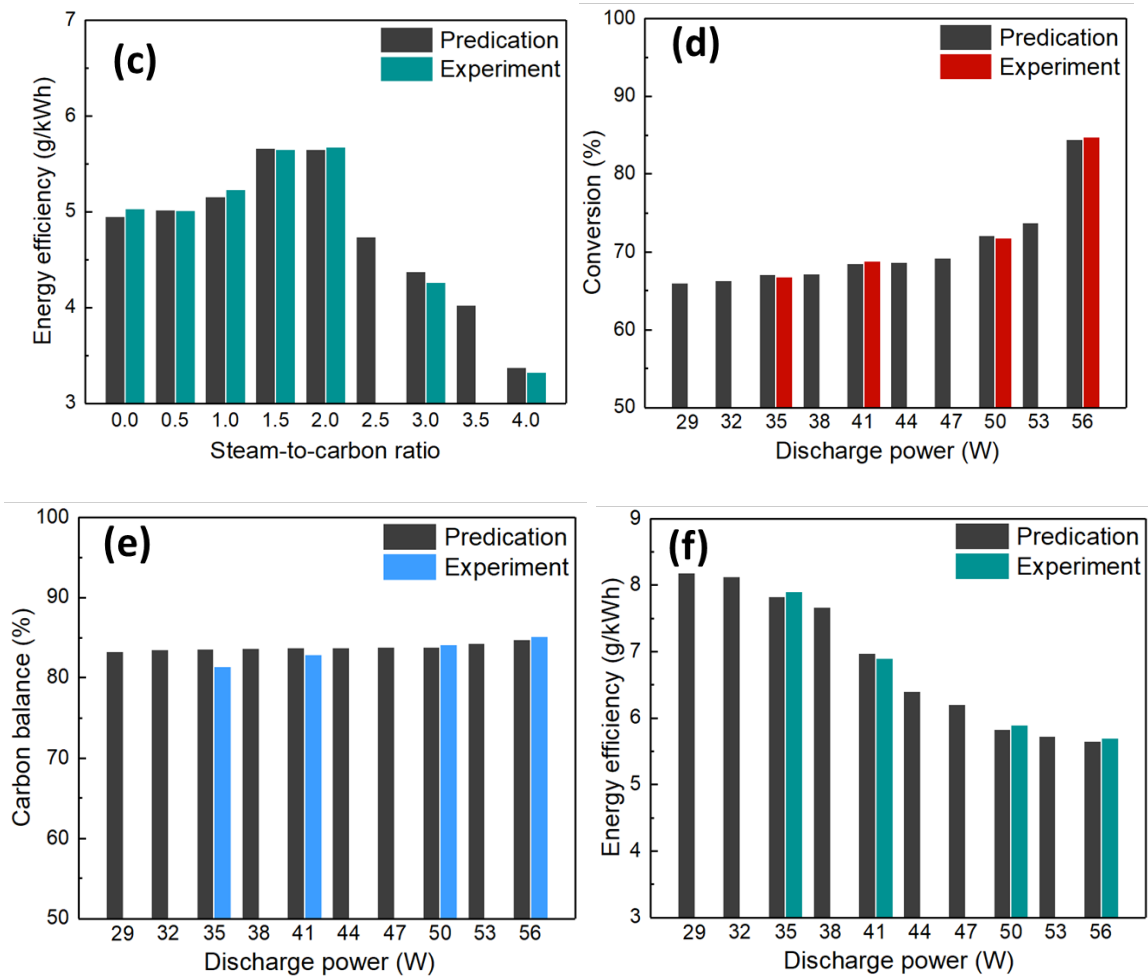 (c)
Predication
Experiment
7
6
5
4
3
Energy efficiency (g/kWh)
0.0 0.5 1.0 1.5 2.0 2.5 3.0 3.5 4.0
Steam-to-carbon ratio
(d)
Predication
Experiment
100
90
80
70
60
50
Conversion (%)
29 32 35 38 41 44 47 50 53 56
Discharge power (W)
(e)
Predication
Experiment
100
90
80
70
60
50
Carbon balance (%)
29 32 35 38 41 44 47 50 53 56
Discharge power (W)
(f)
Predication
Experiment
9
8
7
6
5
4
3
Energy efficiency (g/kWh)
29 32 35 38 41 44 47 50 53 56
Discharge power (W)